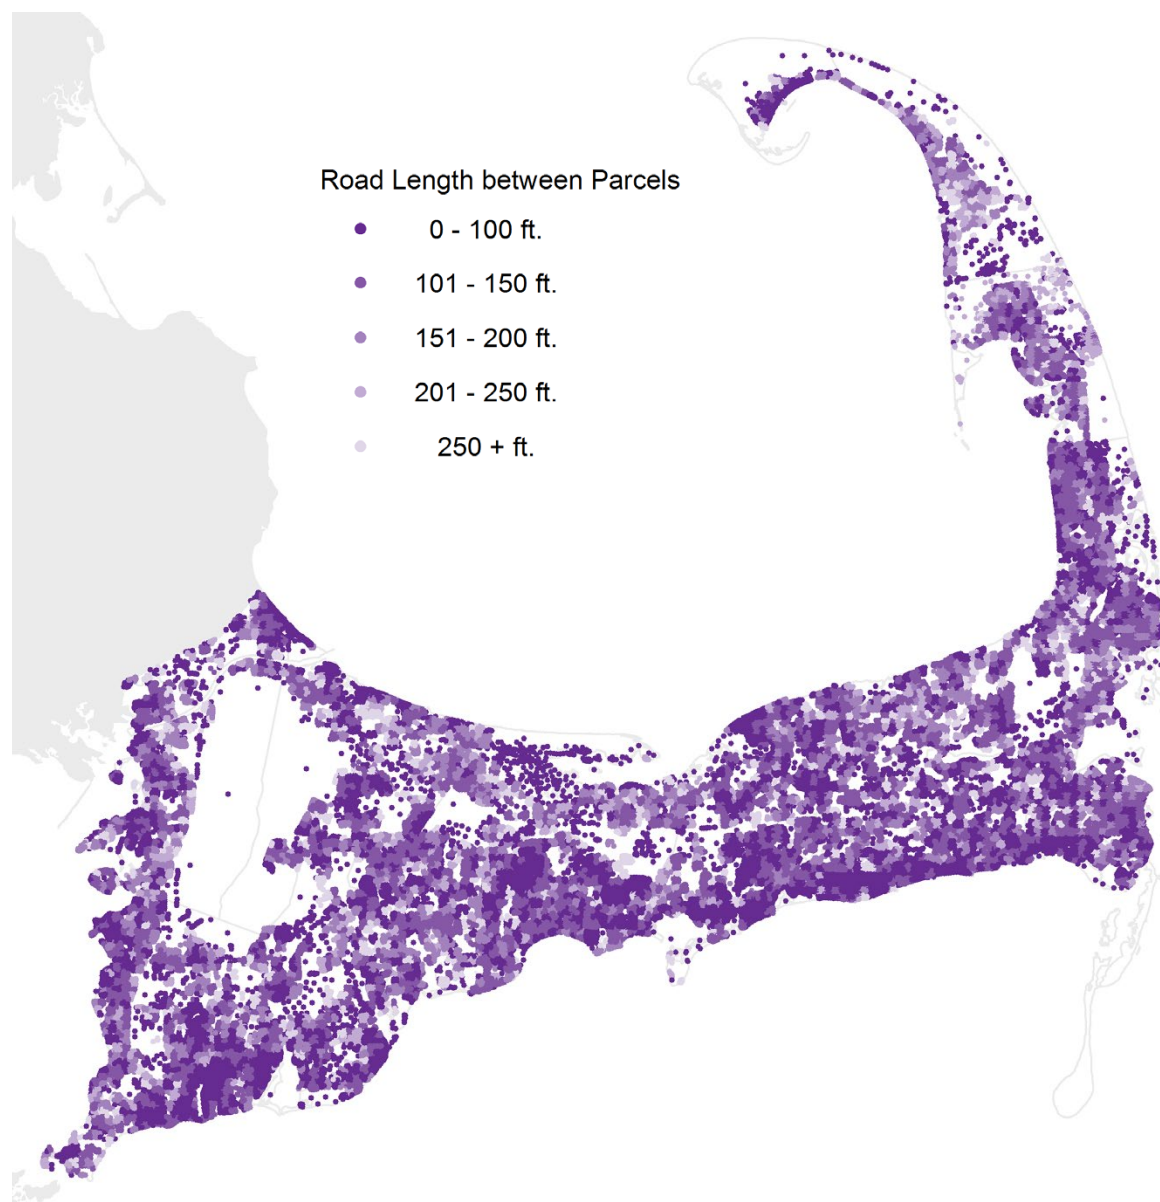 Road Length between Parcels
0 - 100 ft.
101 - 150 ft.
151 - 200 ft.
201 - 250 ft.
250 + ft.